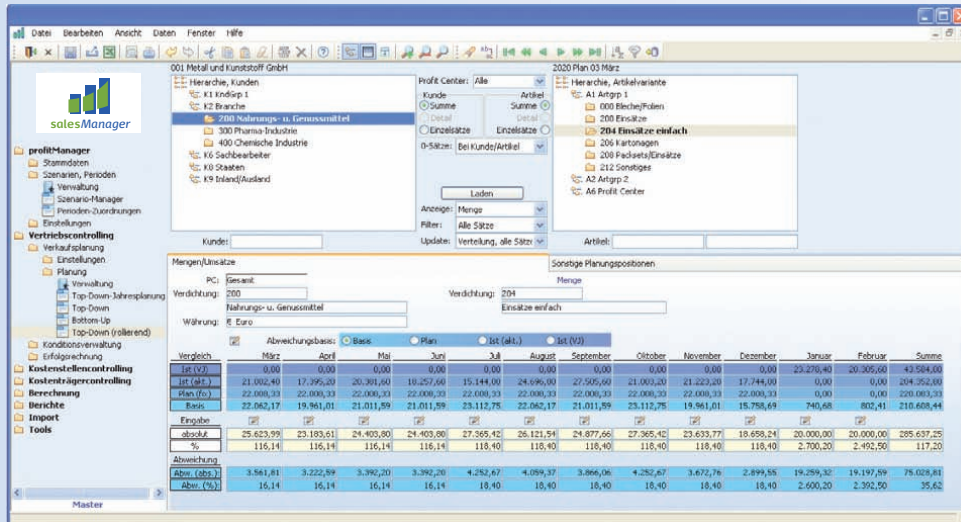 Datei Bearbeiten Ansicht Daten Fenster Hilfe
salesManager
profitManager
Stammdaten
Szenarien, Perioden
Verwaltung
Szenario-Manager
Perioden-Zuordnungen
Einstellungen
Vertriebscontrolling
Verkaufsplanung
Einstellungen
Planung
Verwaltung
Top-Down-Jahresplanung
Top-Down
Bottom-Up
Top-Down (rollierend)
Konditionsverwaltung
Erfolgsrechnung
Kostenstellencontrolling
Kostenträgercontrolling
Berechnung
Berichte
Import
Tools
Master
001 Metall und Kunststoff GmbH
Hierarchie, Kunden
K1 KndGrp 1
K2 Branche
200 Nahrungs- u. Genussmittel
300 Pharma-Industrie
400 Chemische Industrie
K6 Sachbearbeiter
K8 Staaten
K9 Inland/Ausland
Kunde:
Profit Center: Alle
Kunde Artikel
Summe Summe
Detail Detail
Einzelsätze Einzelsätze
0-Sätze: Bei Kunde/Artikel
Laden
Anzeige: Menge
Filter: Alle Sätze
Update: Verteilung, alle Sätze
2020 Plan 03 März
Hierarchie, Artikelvariante
A1 Artgrp 1
000 Bleche/Folien
200 Einsätze
204 Einsätze einfach
206 Kartonagen
208 Packsets/Einsätze
212 Sonstiges
A2 Artgrp 2
A6 Profit Center
Artikel:
Mengen/Umsätze Sonstige Planungspositionen
PC: Gesamt Menge
Verdichtung: 200 Verdichtung: 204
Nahrungs- u. Genussmittel Einsätze einfach
Währung: € Euro
Abweichungsbasis: Basis Plan Ist (akt.) Ist (VJ)
Vergleich März April Mai Juni Juli August September Oktober November Dezember Januar Februar Summe
Ist (VJ) 0,00 0,00 0,00 0,00 0,00 0,00 0,00 0,00 0,00 0,00 23.278,40 20.305,60 43.584,00
Ist (akt.) 21.002,40 17.395,20 20.301,60 18.257,60 15.144,00 24.696,00 27.505,60 21.003,20 21.223,20 17.744,00 0,00 0,00 204.352,00
Plan (fo.) 22.008,33 22.008,33 22.008,33 22.008,33 22.008,33 22.008,33 22.008,33 22.008,33 22.008,33 22.008,33 0,00 0,00 220.083,33
Basis 22.062,17 19.961,01 21.011,59 21.011,59 23.112,75 22.062,17 21.011,59 23.112,75 19.961,01 15.758,69 740,68 802,41 210.608,44
Eingabe
absolut 25.623,99 23.183,61 24.403,80 24.403,80 27.365,42 26.121,54 24.877,66 27.365,42 23.633,77 18.658,24 20.000,00 20.000,00 285.637,25
% 116,14 116,14 116,14 116,14 118,40 118,40 118,40 118,40 118,40 118,40 2.700,20 2.492,50 117,20
Abweichung
Abw. (abs.) 3.561,81 3.222,59 3.392,20 3.392,20 4.252,67 4.059,37 3.866,06 4.252,67 3.672,76 2.899,55 19.259,32 19.197,59 75.028,81
Abw. (%) 16,14 16,14 16,14 16,14 18,40 18,40 18,40 18,40 18,40 18,40 2.600,20 2.392,50 35,62